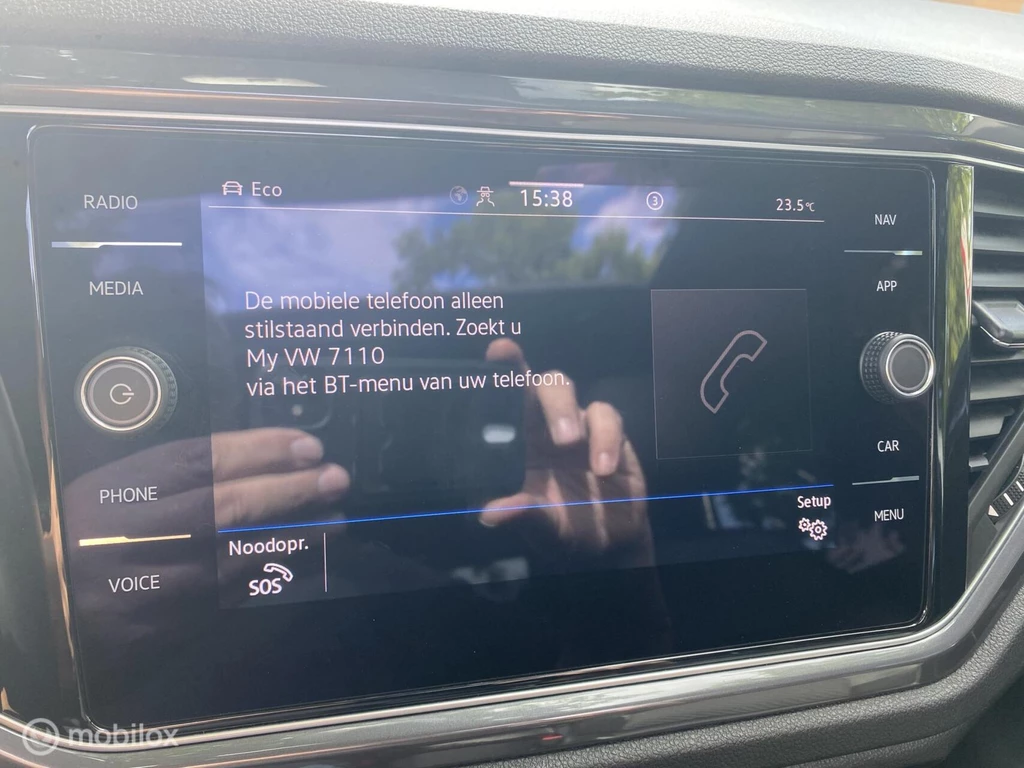 RADIO
MEDIA
PHONE
VOICE
Eco
15:38
3
23.5°C
De mobiele telefoon alleen
stilstaand verbinden. Zoekt u
My VW 7110
via het BT-menu van uw telefoon.
Noodopr.
SOS
Setup
NAV
APP
CAR
MENU
mobilox